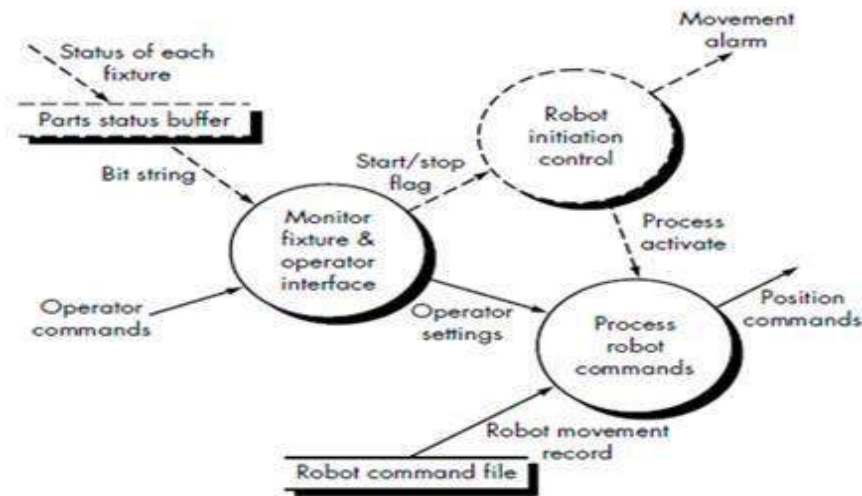 Status of each
fixture
Parts status buffer
Bit string
Movement
alarm
Robot
initiation
control
Start/stop
flag
Monitor
fixture &
operator
interface
Process
activate
Operator
commands
Operator
settings
Process
robot
commands
Position
commands
Robot movement
record
Robot command file